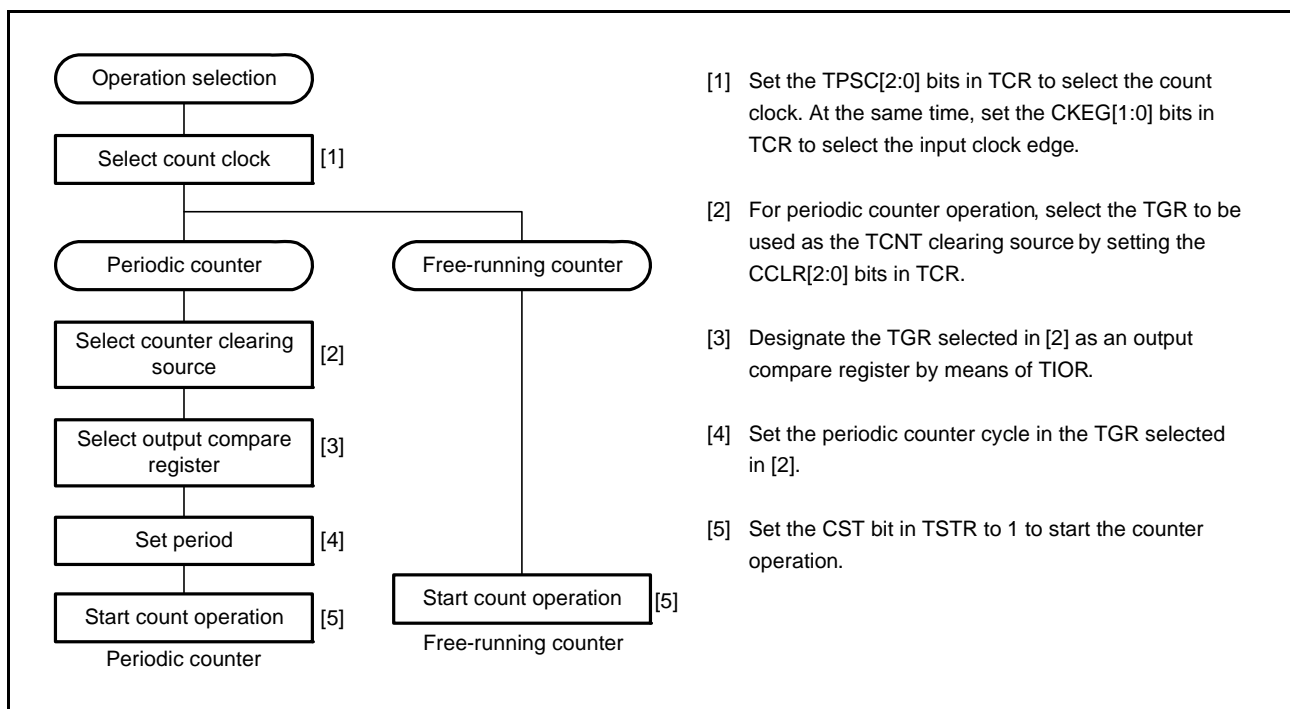 Operation selection
Select count clock
[1]
Periodic counter
Free-running counter
Select counter clearing
source
[2]
Select output compare
register
[3]
Set period
[4]
Start count operation
[5]
Periodic counter
Start count operation
[5]
Free-running counter
[1] Set the TPSC[2:0] bits in TCR to select the count
clock. At the same time, set the CKEG[1:0] bits in
TCR to select the input clock edge.
[2] For periodic counter operation, select the TGR to be
used as the TCNT clearing source by setting the
CCLR[2:0] bits in TCR.
[3] Designate the TGR selected in [2] as an output
compare register by means of TIOR.
[4] Set the periodic counter cycle in the TGR selected
in [2].
[5] Set the CST bit in TSTR to 1 to start the counter
operation.